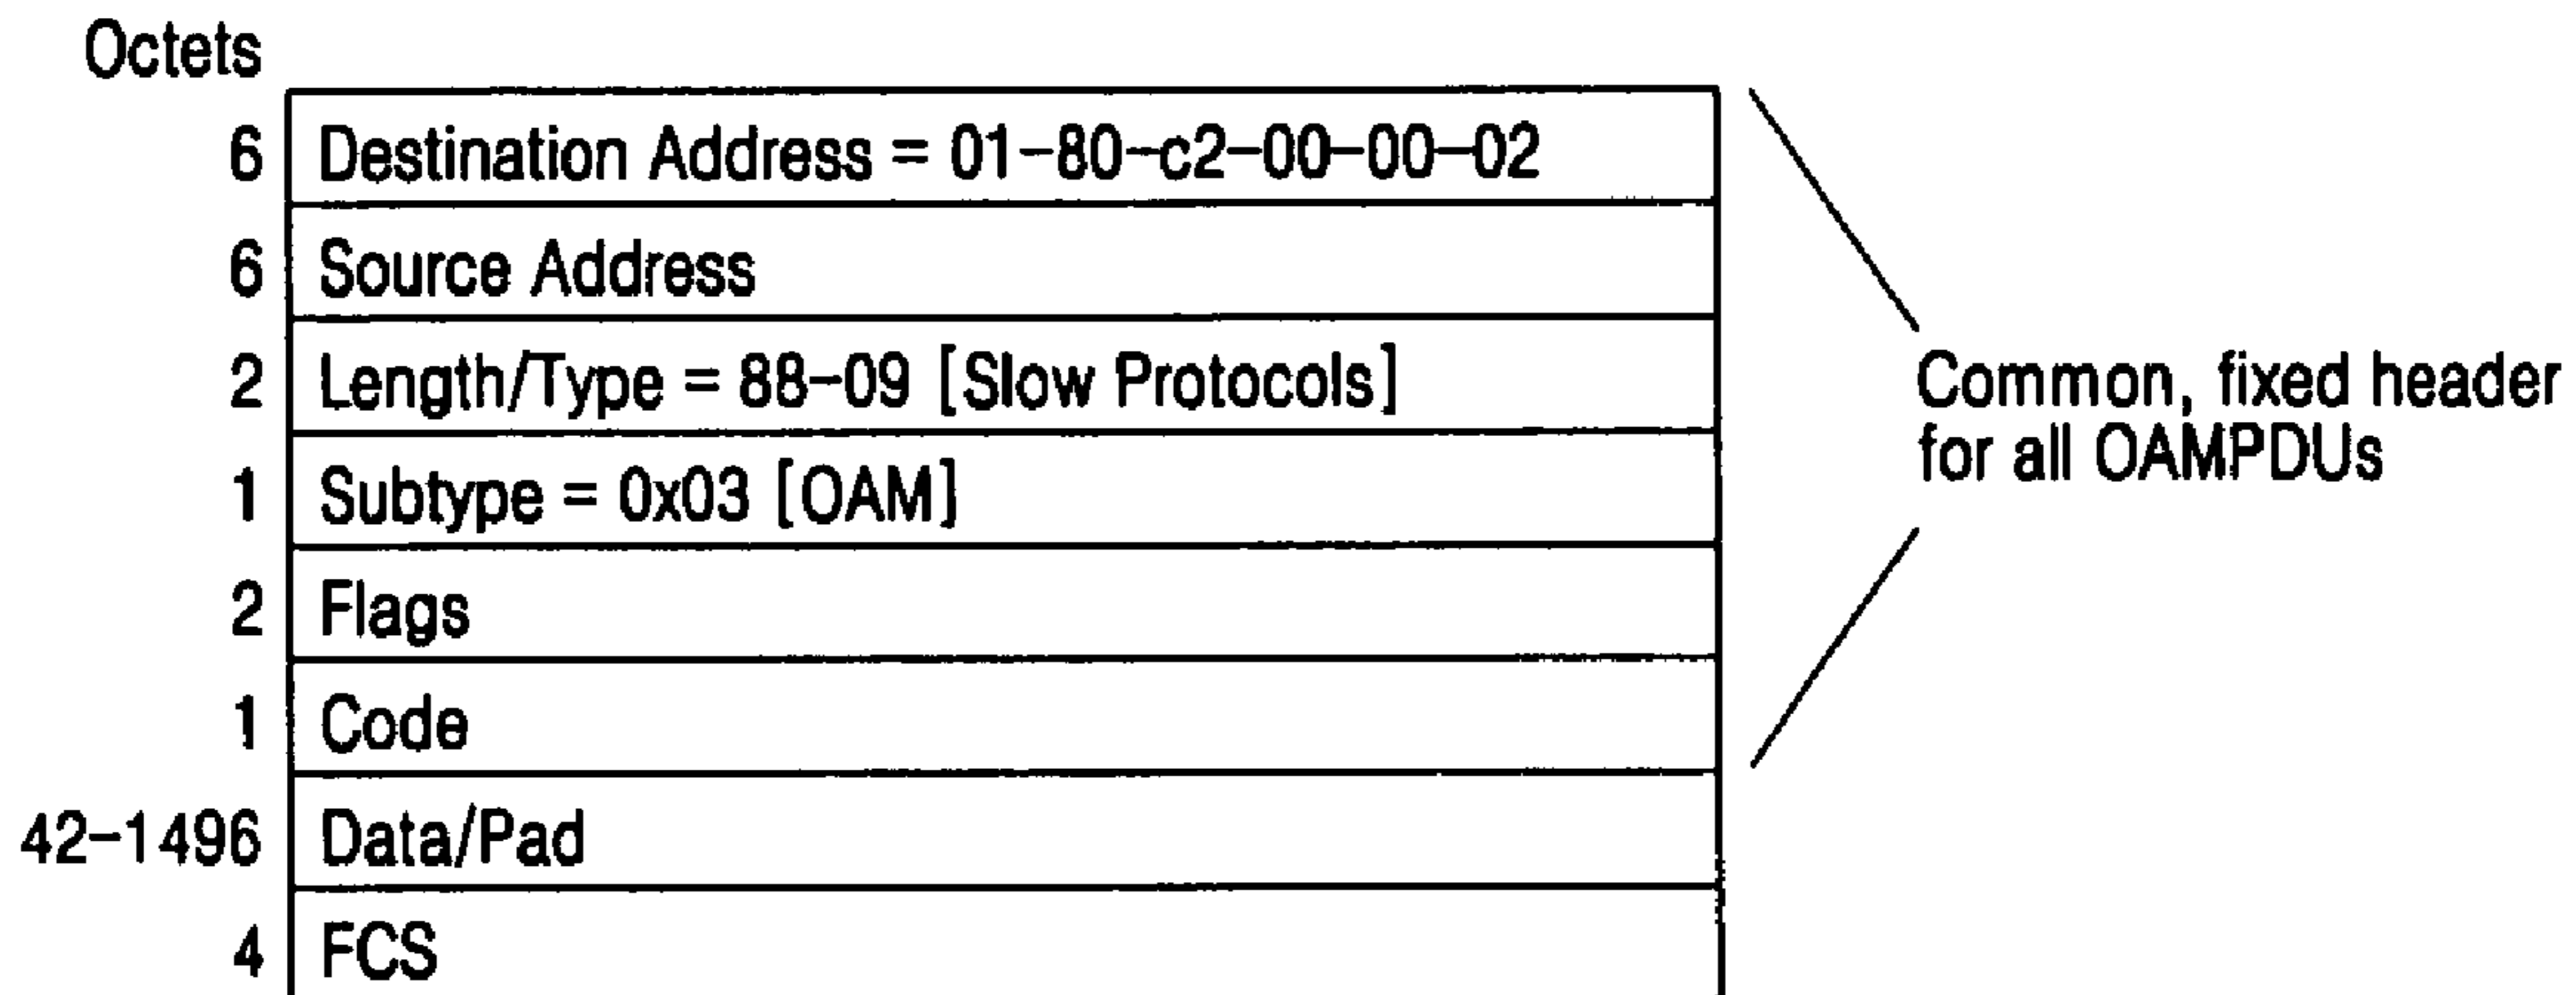 Octets
6 Destination Address = 01-80-c2-00-00-02
6 Source Address
2 Length/Type = 88-09 [Slow Protocols]
1 Subtype = 0x03 [OAM]
2 Flags
1 Code
42-1496 Data/Pad
4 FCS
Common, fixed header
for all OAMPDUs